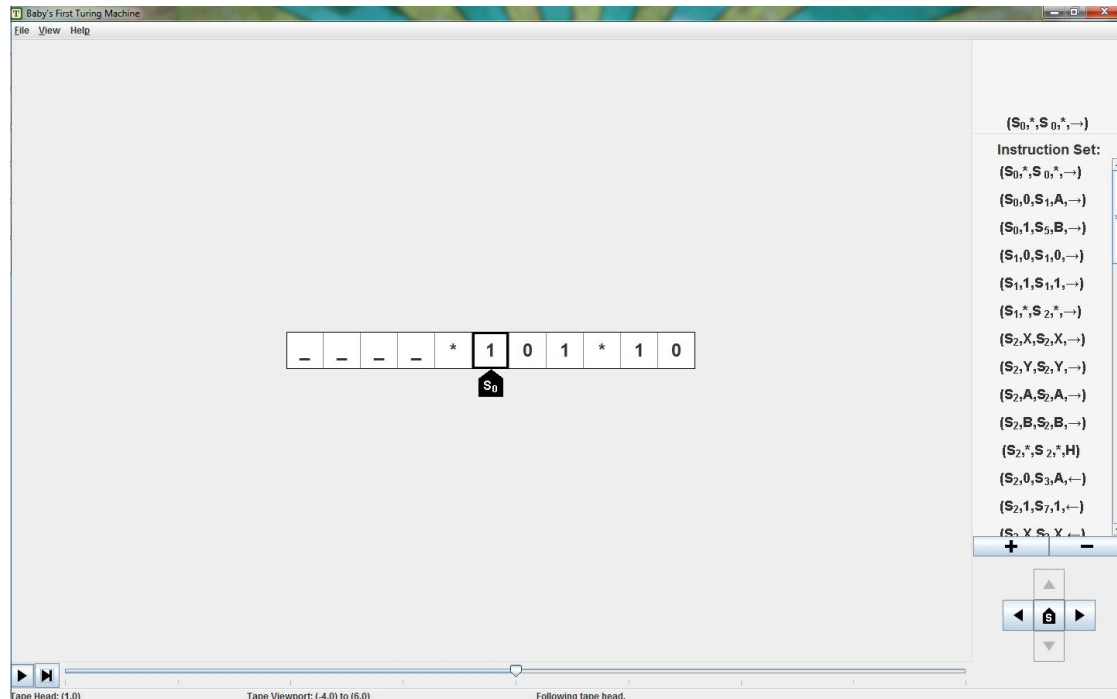 Baby's First Turing Machine
File View Help
(S₀,*,S₀,*,→)
Instruction Set:
(S₀,*,S₀,*,→)
(S₀,0,S₁,A,→)
(S₀,1,S₅,B,→)
(S₁,0,S₁,0,→)
(S₁,1,S₁,1,→)
(S₁,*,S₂,*,→)
(S₂,X,S₂,X,→)
(S₂,Y,S₂,Y,→)
(S₂,A,S₂,A,→)
(S₂,B,S₂,B,→)
(S₂,*,S₂,*,H)
(S₂,0,S₃,A,←)
(S₂,1,S₇,1,←)
_ _ _ _ * 1 0 1 * 1 0
S₀
+ −
S
Tape Head: (1,0) Tape Viewport: (-4,0) to (6,0) Following tape head.